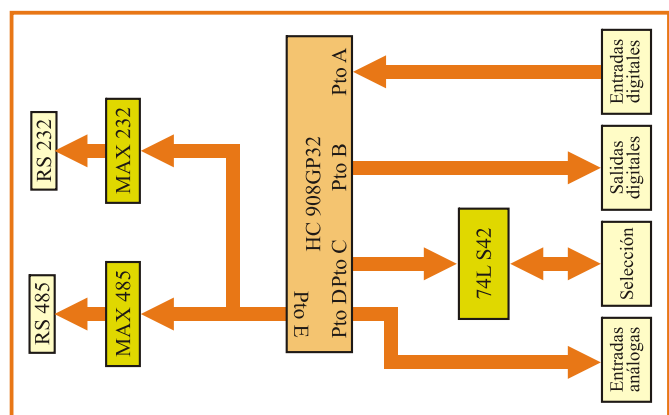 RS 232
MAX 232
RS 485
MAX 485
HC 908GP32
Pto A
Pto B
Pto C
Pto D
Pto E
74L S42
Entradas
digitales
Salidas
digitales
Selección
Entradas
análogas